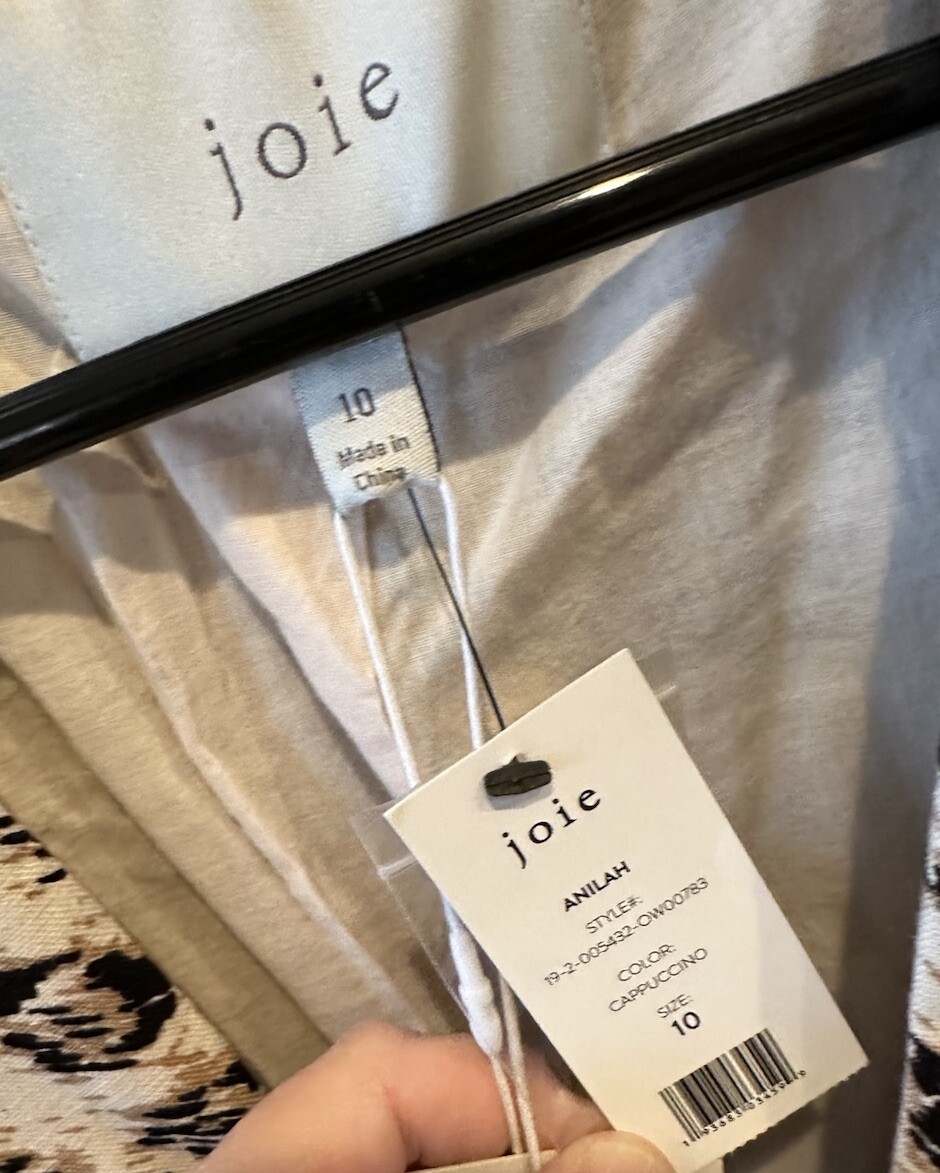 joie
10
Made in
China
joie
ANILAH
STYLE#:
19-2-005432-OW00783
COLOR:
CAPPUCCINO
SIZE:
10